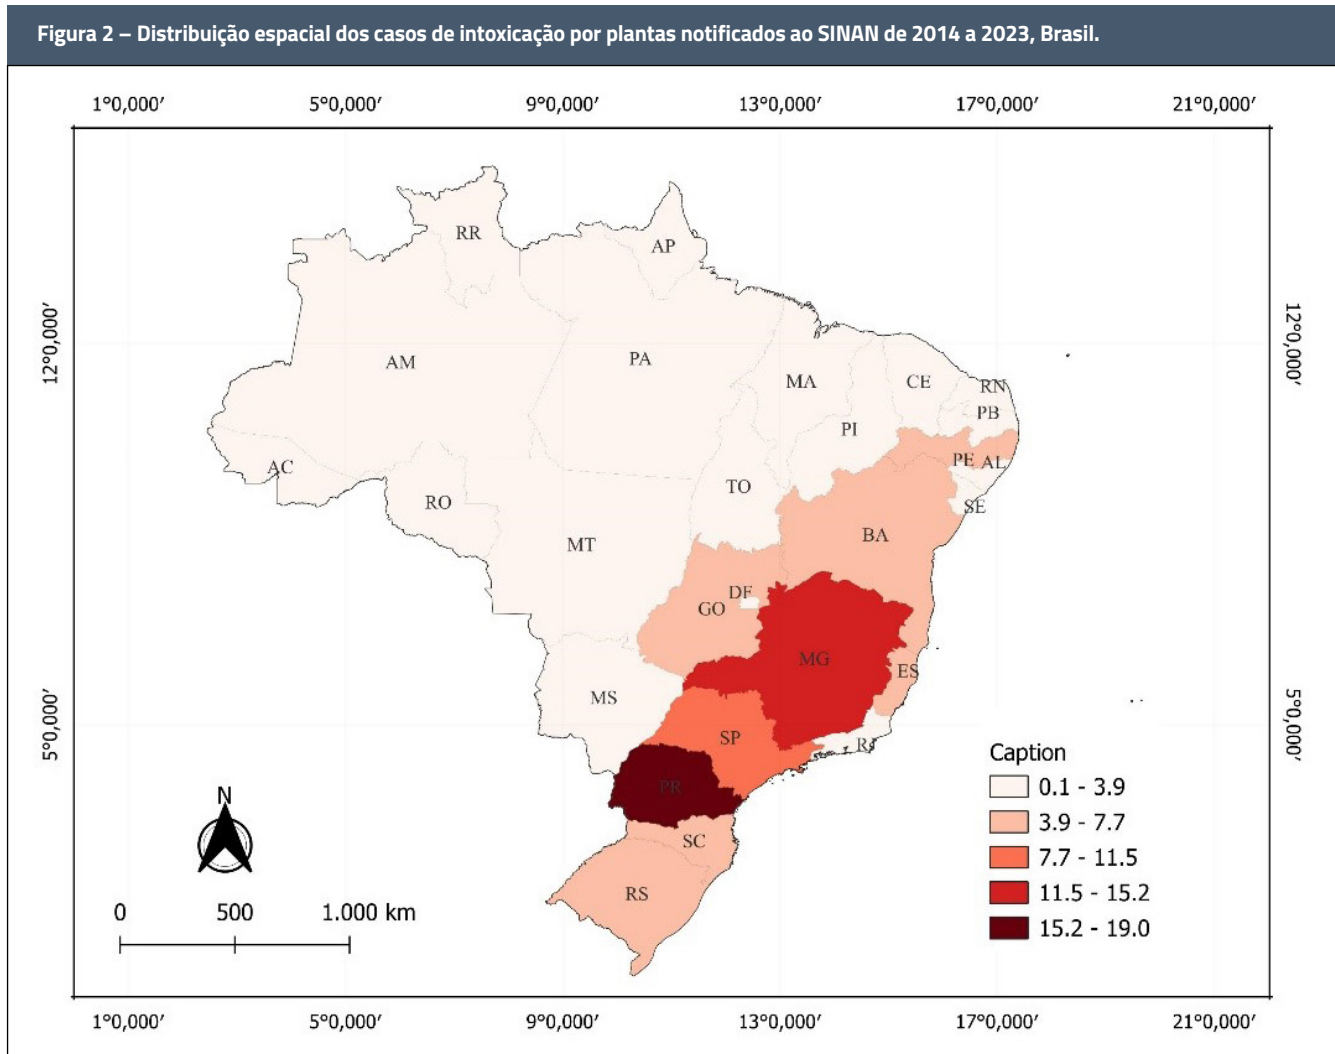 Figura 2 – Distribuição espacial dos casos de intoxicação por plantas notificados ao SINAN de 2014 a 2023, Brasil.
1°0,000′ 5°0,000′ 9°0,000′ 13°0,000′ 17°0,000′ 21°0,000′
RR
AP
12°0,000′
12°0,000′
AM
PA
MA
CE
RN
PB
PI
PE
AL
AC
TO
RO
SE
BA
MT
DF
GO
MG
ES
MS
5°0,000′
5°0,000′
SP
RJ
PR
SC
RS
Caption
0.1 - 3.9
3.9 - 7.7
7.7 - 11.5
11.5 - 15.2
15.2 - 19.0
N
0 500 1.000 km
1°0,000′ 5°0,000′ 9°0,000′ 13°0,000′ 17°0,000′ 21°0,000′